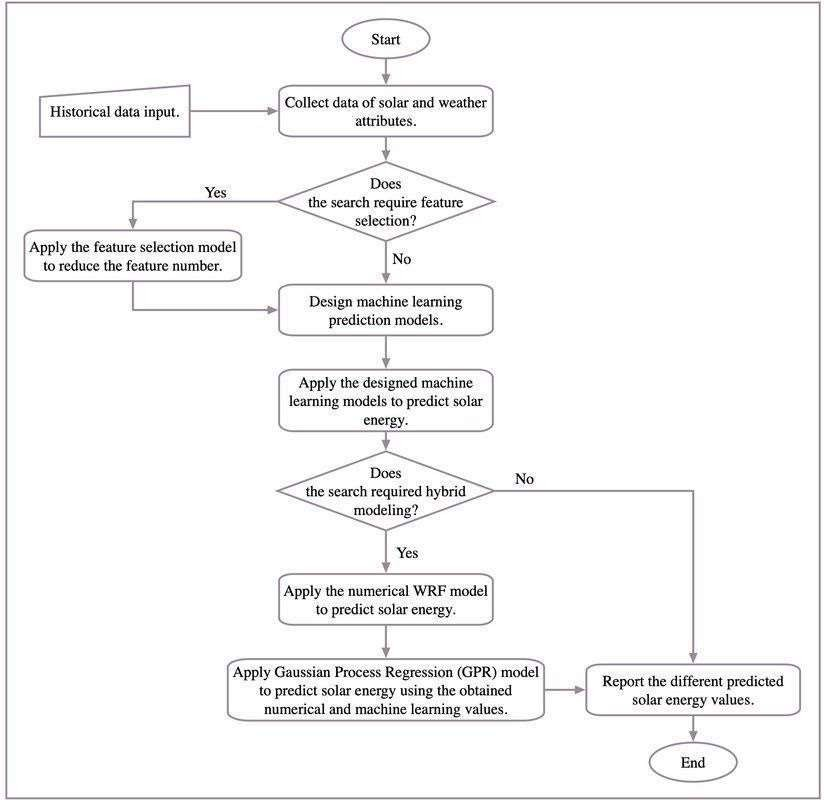 Start
Historical data input.
Collect data of solar and weather
attributes.
Does
the search require feature
selection?
Yes
Apply the feature selection model
to reduce the feature number.
No
Design machine learning
prediction models.
Apply the designed machine
learning models to predict solar
energy.
Does
the search required hybrid
modeling?
No
Yes
Apply the numerical WRF model
to predict solar energy.
Apply Gaussian Process Regression (GPR) model
to predict solar energy using the obtained
numerical and machine learning values.
Report the different predicted
solar energy values.
End